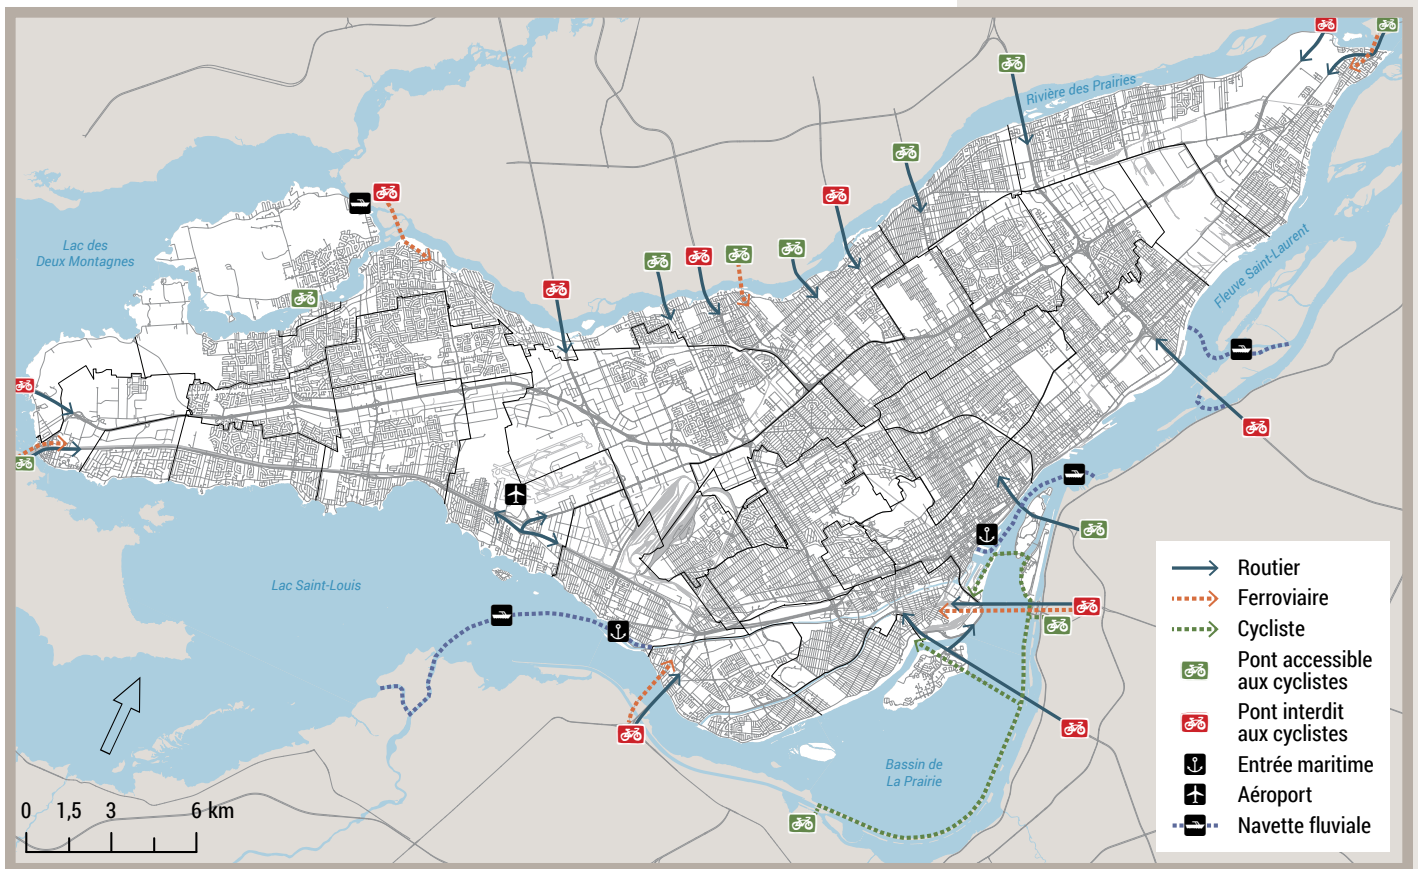 Rivière des Prairies
Lac des
Deux Montagnes
Fleuve Saint-Laurent
Lac Saint-Louis
Bassin de
La Prairie
0 1,5 3 6 km
Routier
Ferroviaire
Cycliste
Pont accessible
aux cyclistes
Pont interdit
aux cyclistes
Entrée maritime
Aéroport
Navette fluviale